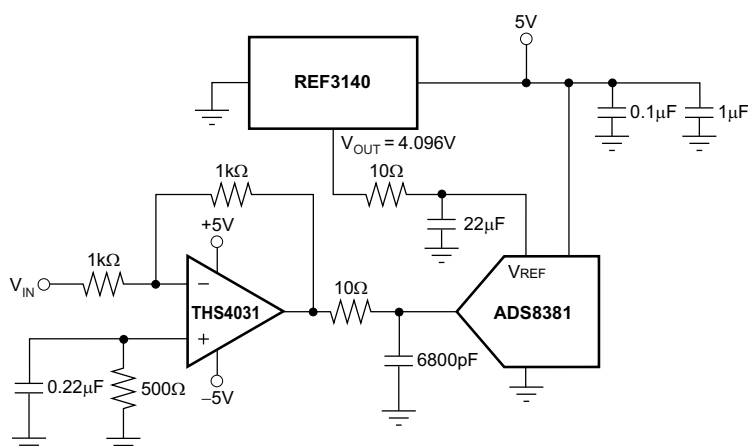 5V
REF3140
0.1μF
1μF
V_OUT = 4.096V
1kΩ
10Ω
+5V
22μF
1kΩ
V_IN
−
VREF
THS4031
10Ω
ADS8381
+
6800pF
0.22μF
500Ω
−5V